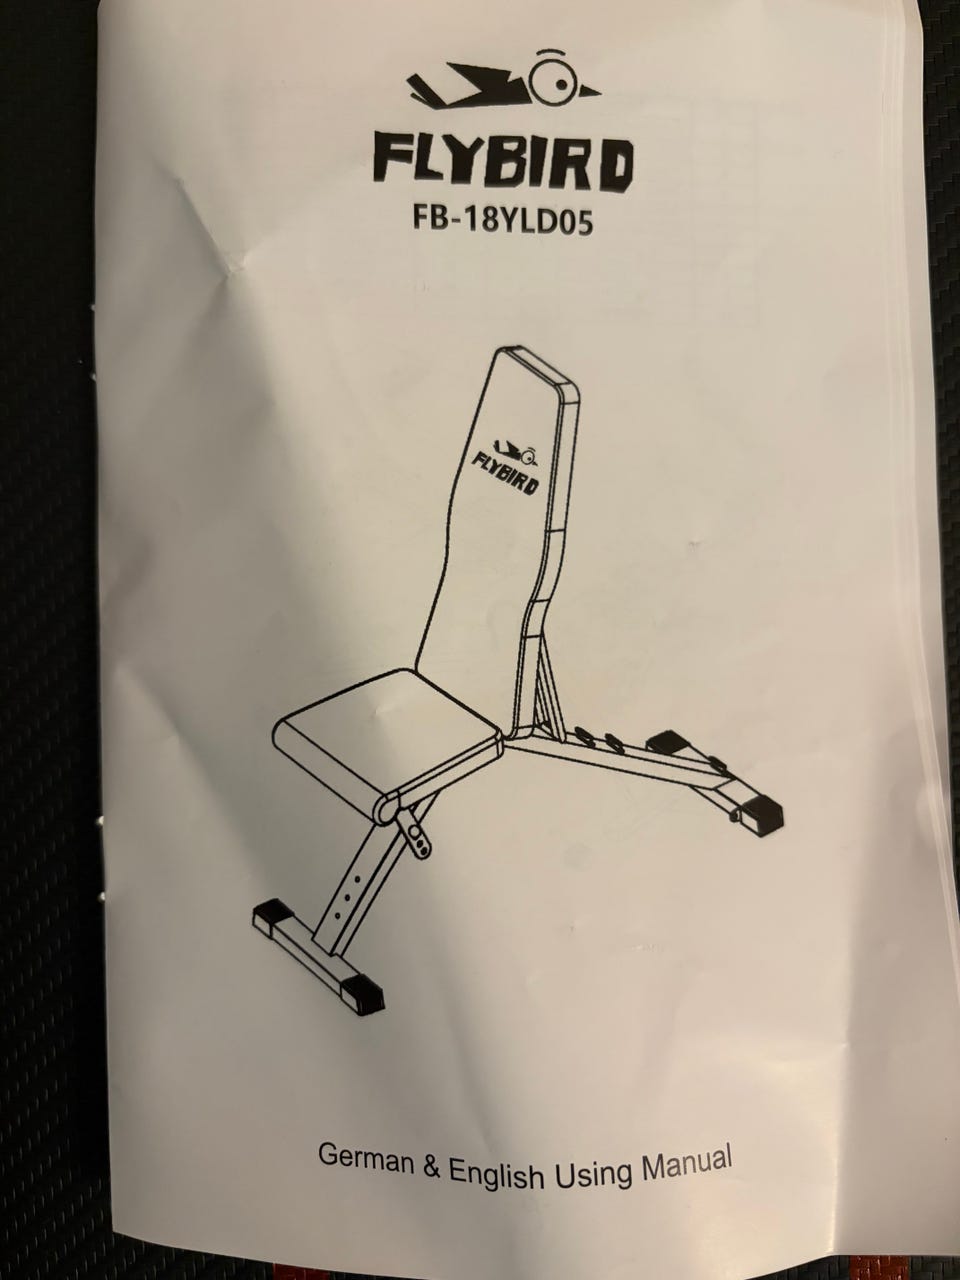 FLYBIRD
FB-18YLD05
FLYBIRD
German & English Using Manual